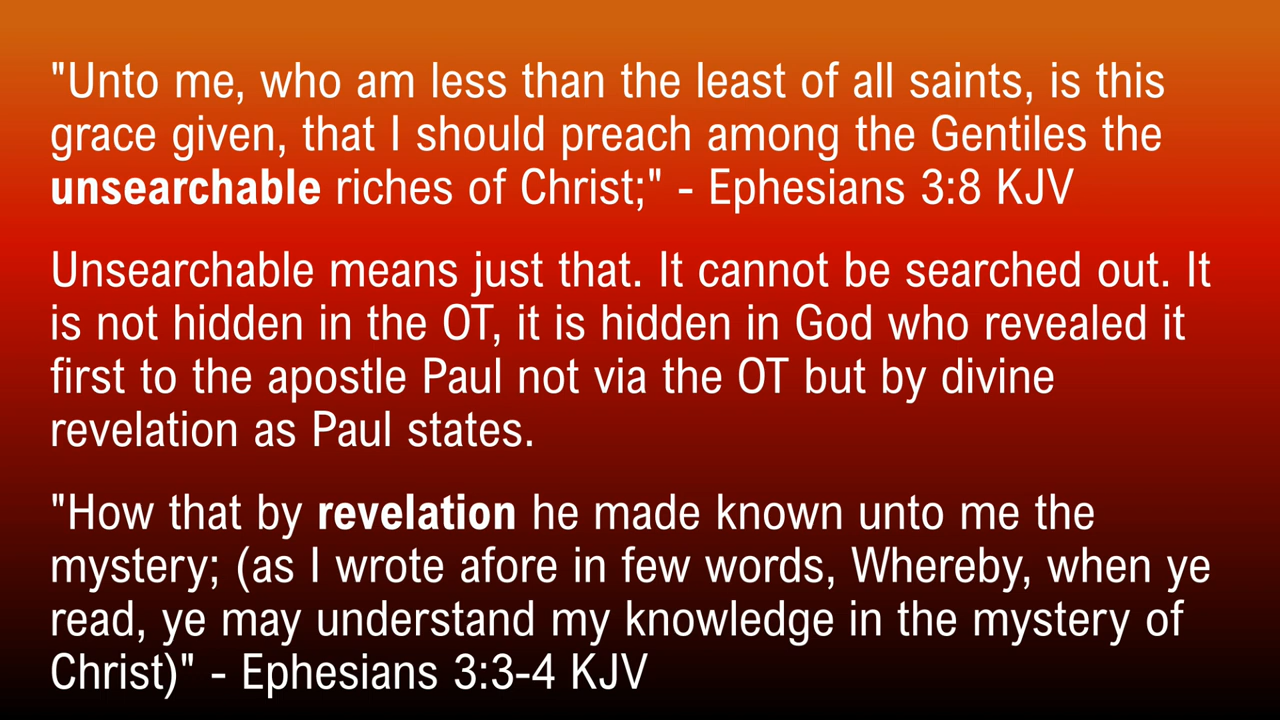 "Unto me, who am less than the least of all saints, is this
grace given, that I should preach among the Gentiles the
unsearchable riches of Christ;" - Ephesians 3:8 KJV
Unsearchable means just that. It cannot be searched out. It
is not hidden in the OT, it is hidden in God who revealed it
first to the apostle Paul not via the OT but by divine
revelation as Paul states.
"How that by revelation he made known unto me the
mystery; (as I wrote afore in few words, Whereby, when ye
read, ye may understand my knowledge in the mystery of
Christ)" - Ephesians 3:3-4 KJV